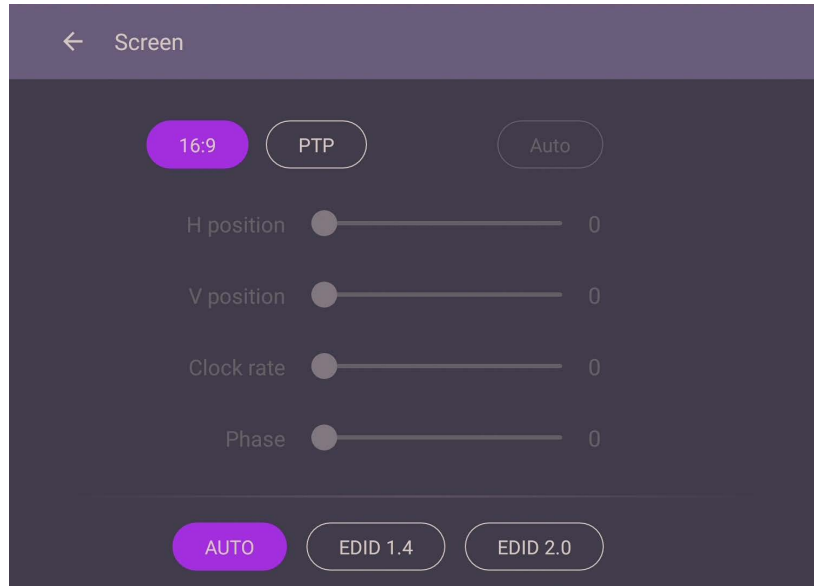 Screen
16:9 PTP Auto
H position 0
V position 0
Clock rate 0
Phase 0
AUTO EDID 1.4 EDID 2.0